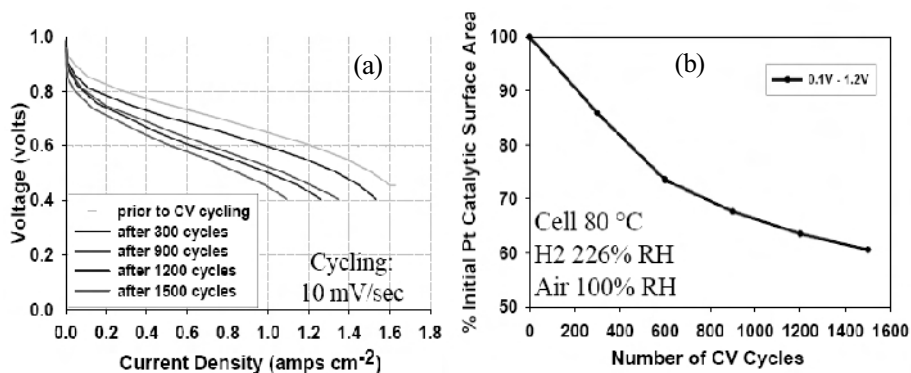 (a)
Voltage (volts)
1.0
0.8
0.6
0.4
0.2
0.0
prior to CV cycling
after 300 cycles
after 900 cycles
after 1200 cycles
after 1500 cycles
Cycling:
10 mV/sec
0.0 0.2 0.4 0.6 0.8 1.0 1.2 1.4 1.6 1.8
Current Density (amps cm-2)
(b)
% Initial Pt Catalytic Surface Area
100
90
80
70
60
50
0.1V - 1.2V
Cell 80 °C
H2 226% RH
Air 100% RH
0 200 400 600 800 1000 1200 1400 1600
Number of CV Cycles